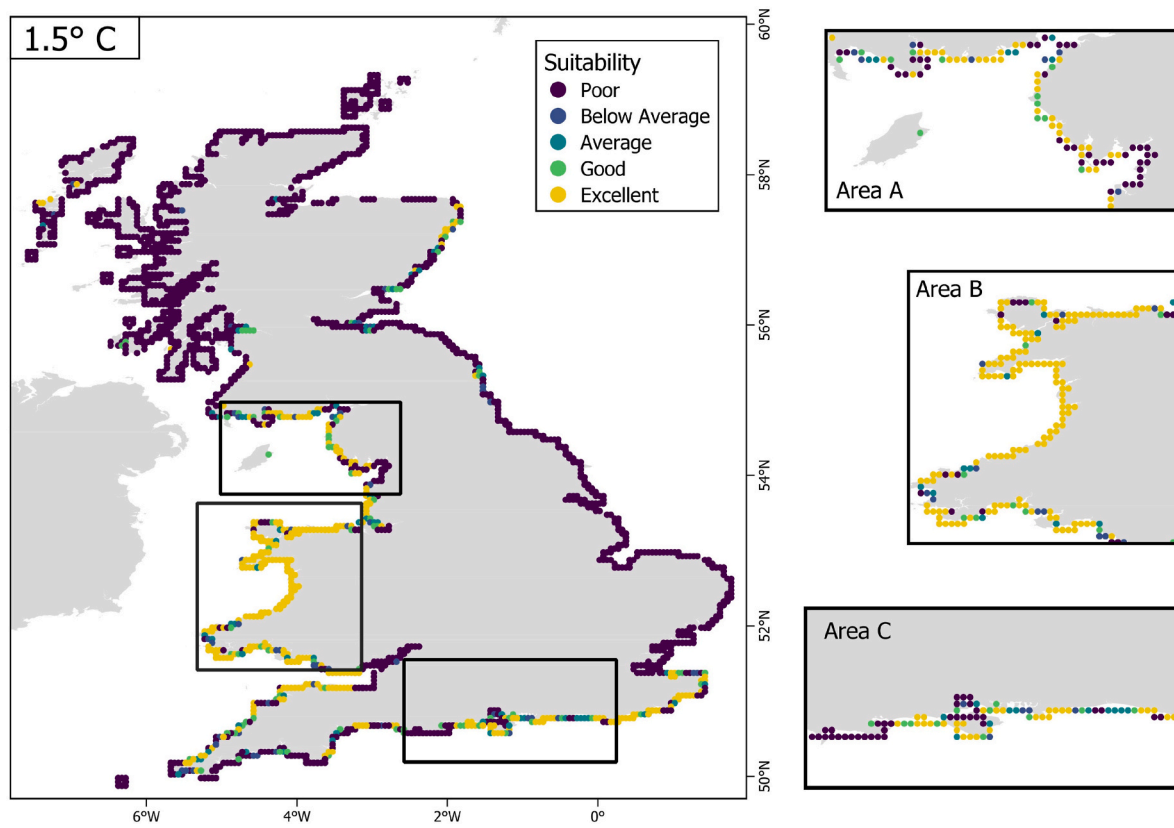 1.5° C
Suitability
Poor
Below Average
Average
Good
Excellent
60°N
58°N
56°N
54°N
52°N
50°N
6°W
4°W
2°W
0°
Area A
Area B
Area C